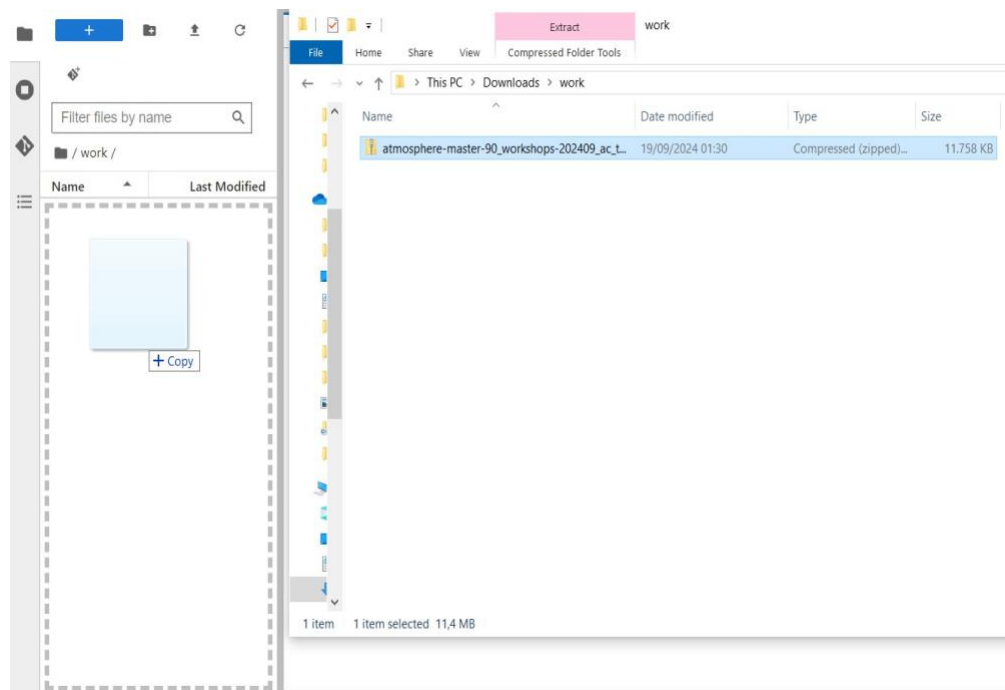 +
Filter files by name
/ work /
Name Last Modified
+ Copy
Extract work
File Home Share View Compressed Folder Tools
> This PC > Downloads > work
Name Date modified Type Size
atmosphere-master-90_workshops-202409_ac_t... 19/09/2024 01:30 Compressed (zipped)... 11.758 KB
1 item 1 item selected 11,4 MB